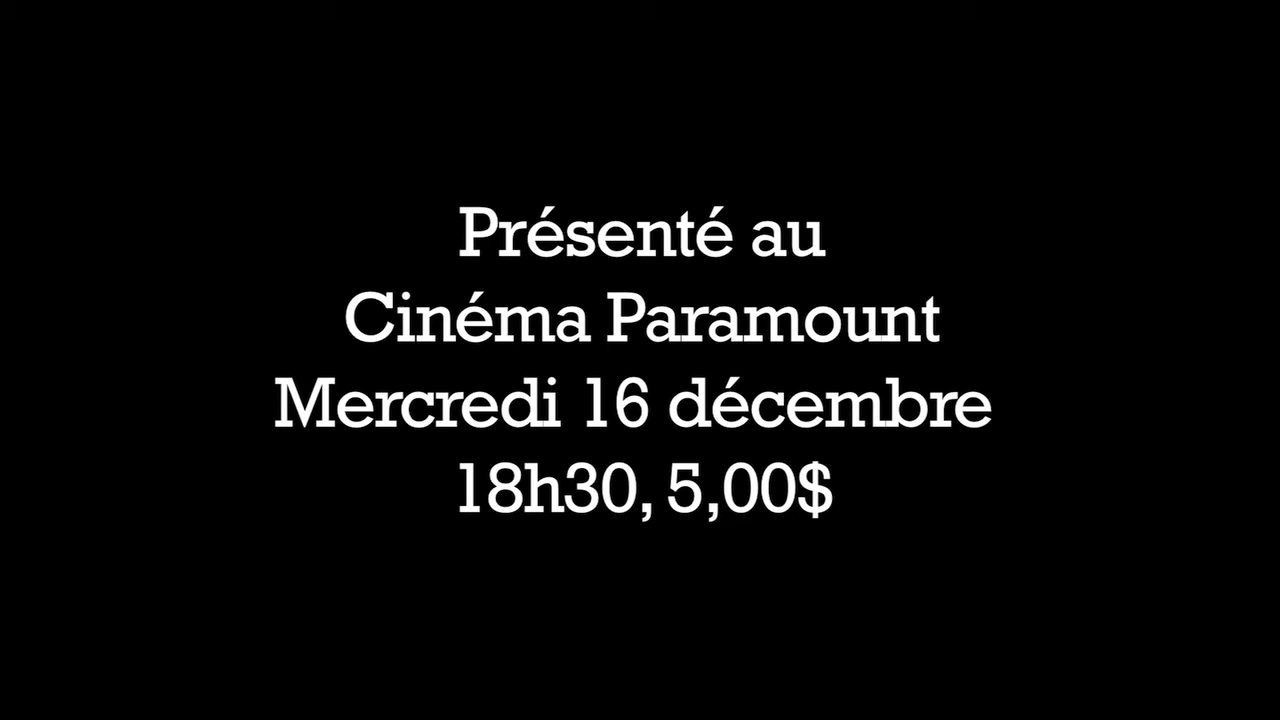 Présenté au
Cinéma Paramount
Mercredi 16 décembre
18h30, 5,00$